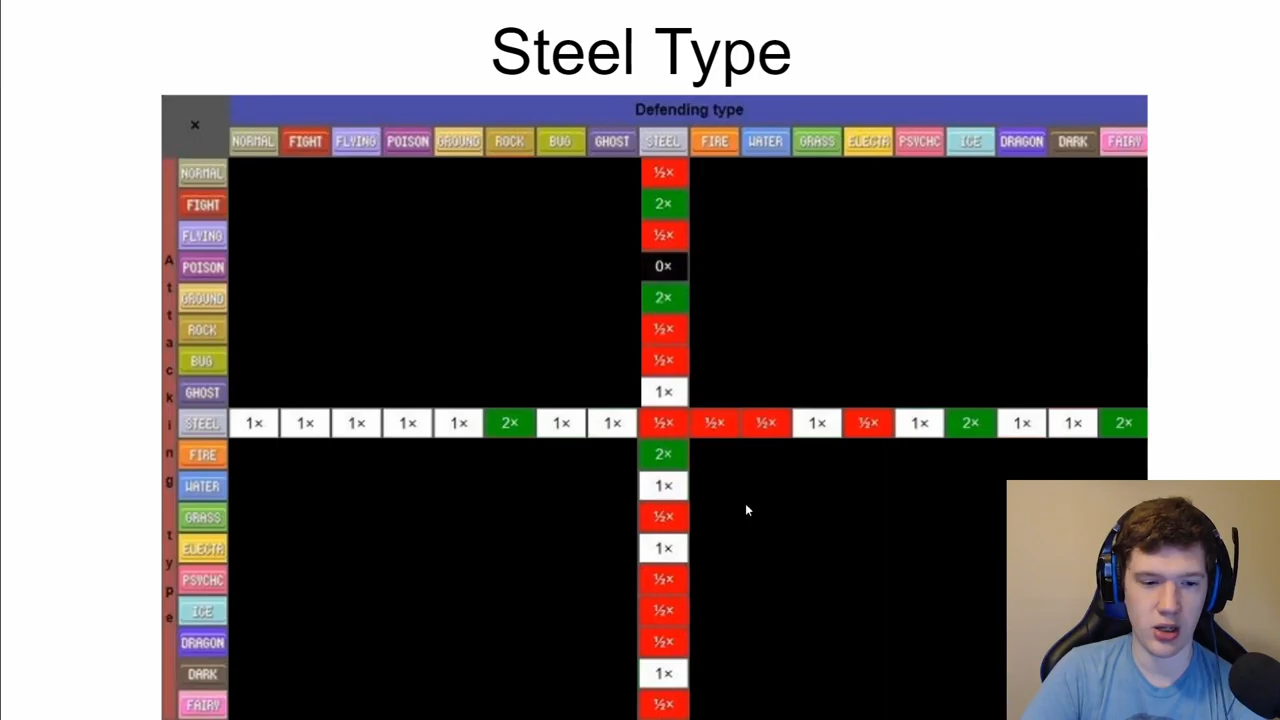 Steel Type
Defending type
×
NORMAL FIGHT FLYING POISON GROUND ROCK BUG GHOST STEEL FIRE WATER GRASS ELECTR PSYCHC ICE DRAGON DARK FAIRY
Attacking type
NORMAL ½×
FIGHT 2×
FLYING ½×
POISON 0×
GROUND 2×
ROCK ½×
BUG ½×
GHOST 1×
STEEL 1× 1× 1× 1× 1× 2× 1× 1× ½× ½× ½× 1× ½× 1× 2× 1× 1× 2×
FIRE 2×
WATER 1×
GRASS ½×
ELECTR 1×
PSYCHC ½×
ICE ½×
DRAGON ½×
DARK 1×
FAIRY ½×